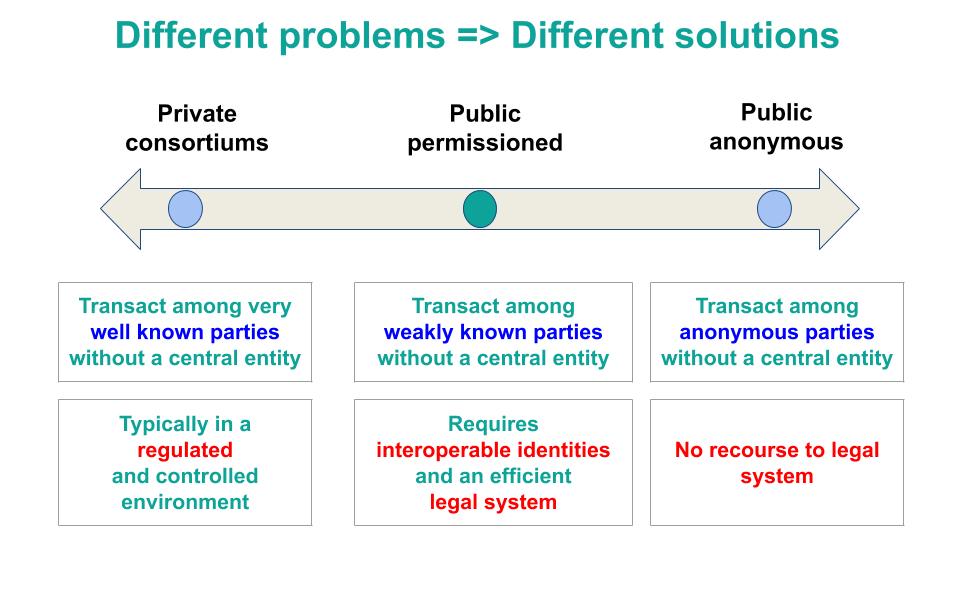 Different problems => Different solutions
Private
consortiums
Public
permissioned
Public
anonymous
Transact among very
well known parties
without a central entity
Transact among
weakly known parties
without a central entity
Transact among
anonymous parties
without a central entity
Typically in a
regulated
and controlled
environment
Requires
interoperable identities
and an efficient
legal system
No recourse to legal
system